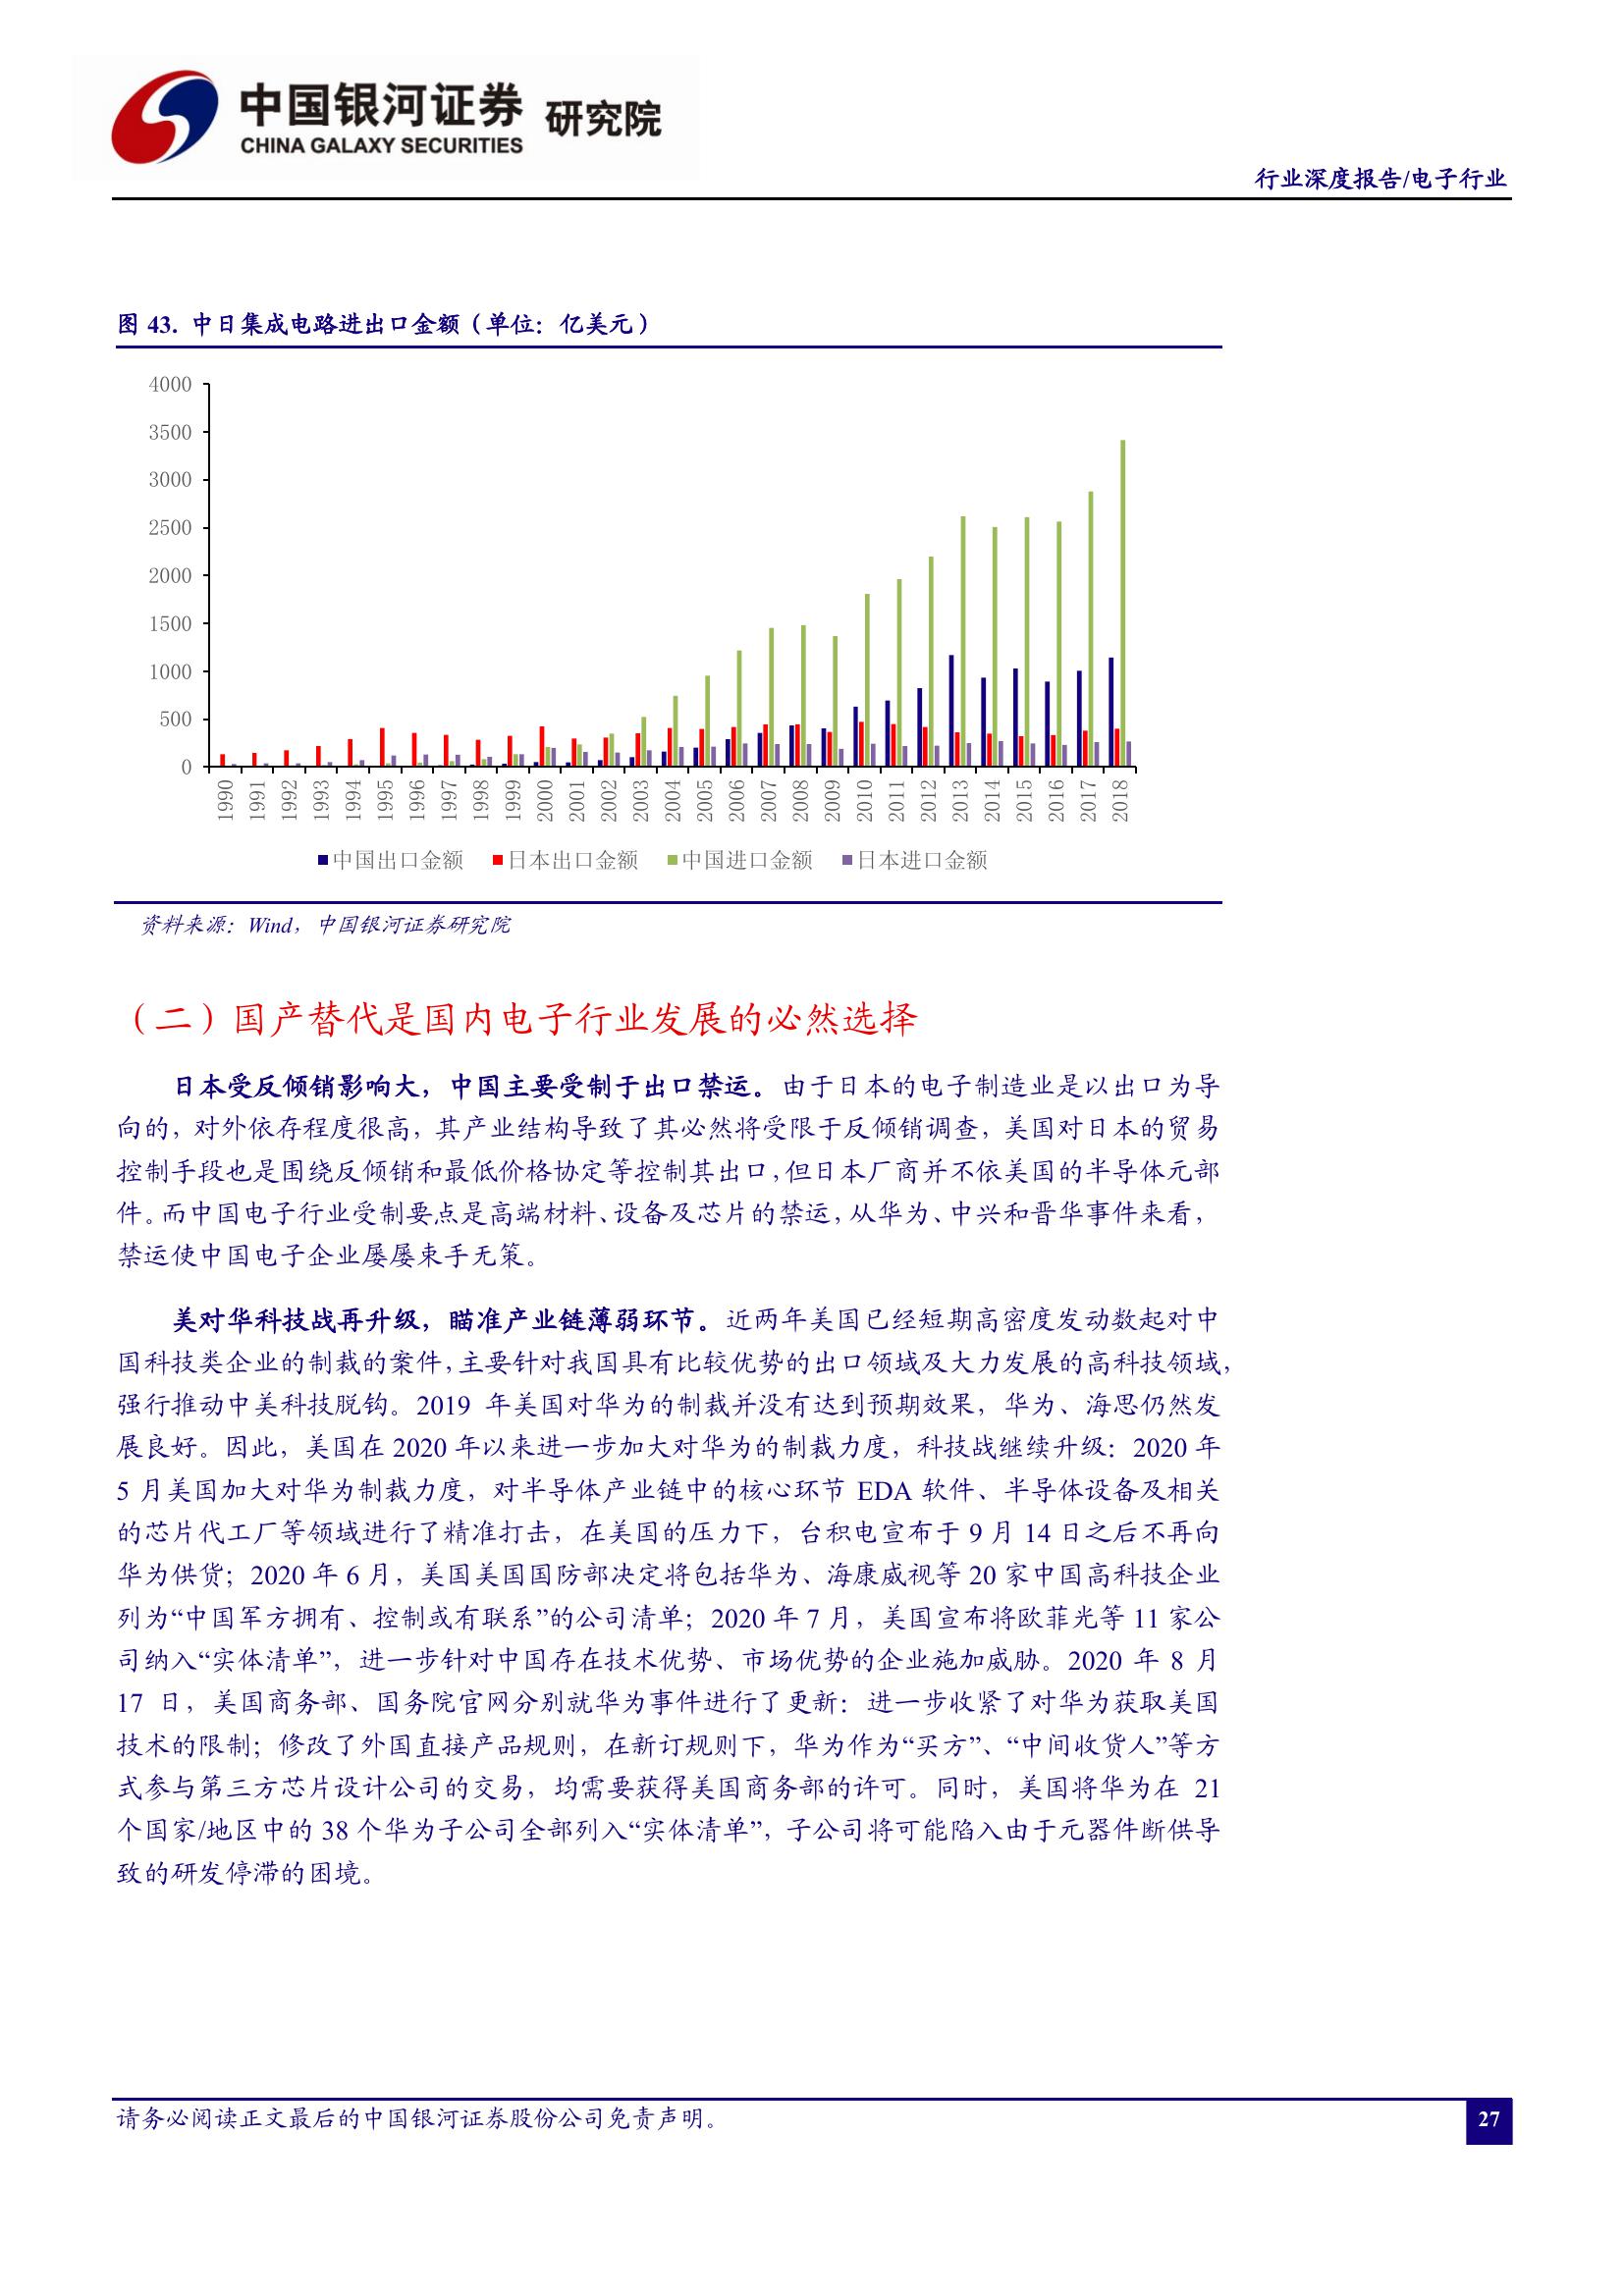 中国银河证券 研究院
CHINA GALAXY SECURITIES
行业深度报告/电子行业
图 43. 中日集成电路进出口金额（单位：亿美元）
4000
3500
3000
2500
2000
1500
1000
500
0
1990 1991 1992 1993 1994 1995 1996 1997 1998 1999 2000 2001 2002 2003 2004 2005 2006 2007 2008 2009 2010 2011 2012 2013 2014 2015 2016 2017 2018
中国出口金额 日本出口金额 中国进口金额 日本进口金额
资料来源：Wind，中国银河证券研究院
（二）国产替代是国内电子行业发展的必然选择
日本受反倾销影响大，中国主要受制于出口禁运。由于日本的电子制造业是以出口为导
向的，对外依存程度很高，其产业结构导致了其必然将受限于反倾销调查，美国对日本的贸易
控制手段也是围绕反倾销和最低价格协定等控制其出口，但日本厂商并不依美国的半导体元部
件。而中国电子行业受制要点是高端材料、设备及芯片的禁运，从华为、中兴和晋华事件来看，
禁运使中国电子企业屡屡束手无策。
美对华科技战再升级，瞄准产业链薄弱环节。近两年美国已经短期高密度发动数起对中
国科技类企业的制裁的案件，主要针对我国具有比较优势的出口领域及大力发展的高科技领域，
强行推动中美科技脱钩。2019 年美国对华为的制裁并没有达到预期效果，华为、海思仍然发
展良好。因此，美国在 2020 年以来进一步加大对华为的制裁力度，科技战继续升级：2020 年
5 月美国加大对华为制裁力度，对半导体产业链中的核心环节 EDA 软件、半导体设备及相关
的芯片代工厂等领域进行了精准打击，在美国的压力下，台积电宣布于 9 月 14 日之后不再向
华为供货；2020 年 6 月，美国美国国防部决定将包括华为、海康威视等 20 家中国高科技企业
列为“中国军方拥有、控制或有联系”的公司清单；2020 年 7 月，美国宣布将欧菲光等 11 家公
司纳入“实体清单”，进一步针对中国存在技术优势、市场优势的企业施加威胁。2020 年 8 月
17 日，美国商务部、国务院官网分别就华为事件进行了更新：进一步收紧了对华为获取美国
技术的限制；修改了外国直接产品规则，在新订规则下，华为作为“买方”、“中间收货人”等方
式参与第三方芯片设计公司的交易，均需要获得美国商务部的许可。同时，美国将华为在 21
个国家/地区中的 38 个华为子公司全部列入“实体清单”，子公司将可能陷入由于元器件断供导
致的研发停滞的困境。
请务必阅读正文最后的中国银河证券股份公司免责声明。
27